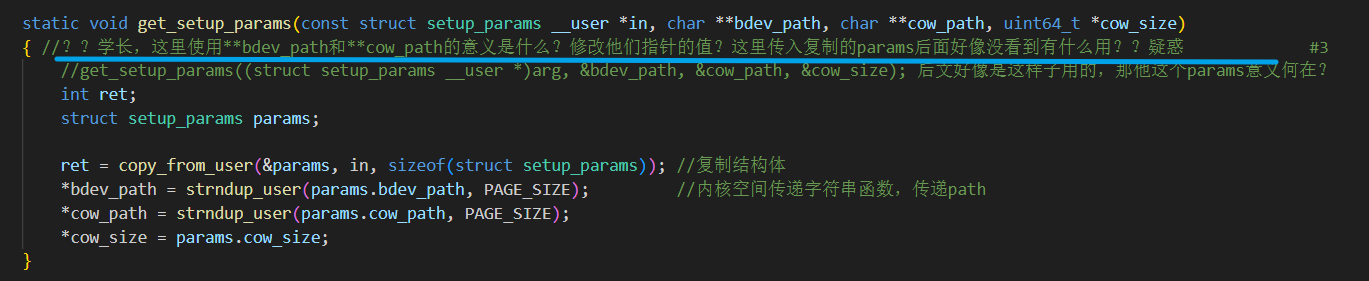 static void get_setup_params(const struct setup_params __user *in, char **bdev_path, char **cow_path, uint64_t *cow_size)
{ //？？学长，这里使用**bdev_path和**cow_path的意义是什么？修改他们指针的值？这里传入复制的params后面好像没看到有什么用？？疑惑 #3
//get_setup_params((struct setup_params __user *)arg, &bdev_path, &cow_path, &cow_size); 后文好像是这样子用的，那他这个params意义何在？
int ret;
struct setup_params params;
ret = copy_from_user(&params, in, sizeof(struct setup_params)); //复制结构体
*bdev_path = strndup_user(params.bdev_path, PAGE_SIZE); //内核空间传递字符串函数，传递path
*cow_path = strndup_user(params.cow_path, PAGE_SIZE);
*cow_size = params.cow_size;
}